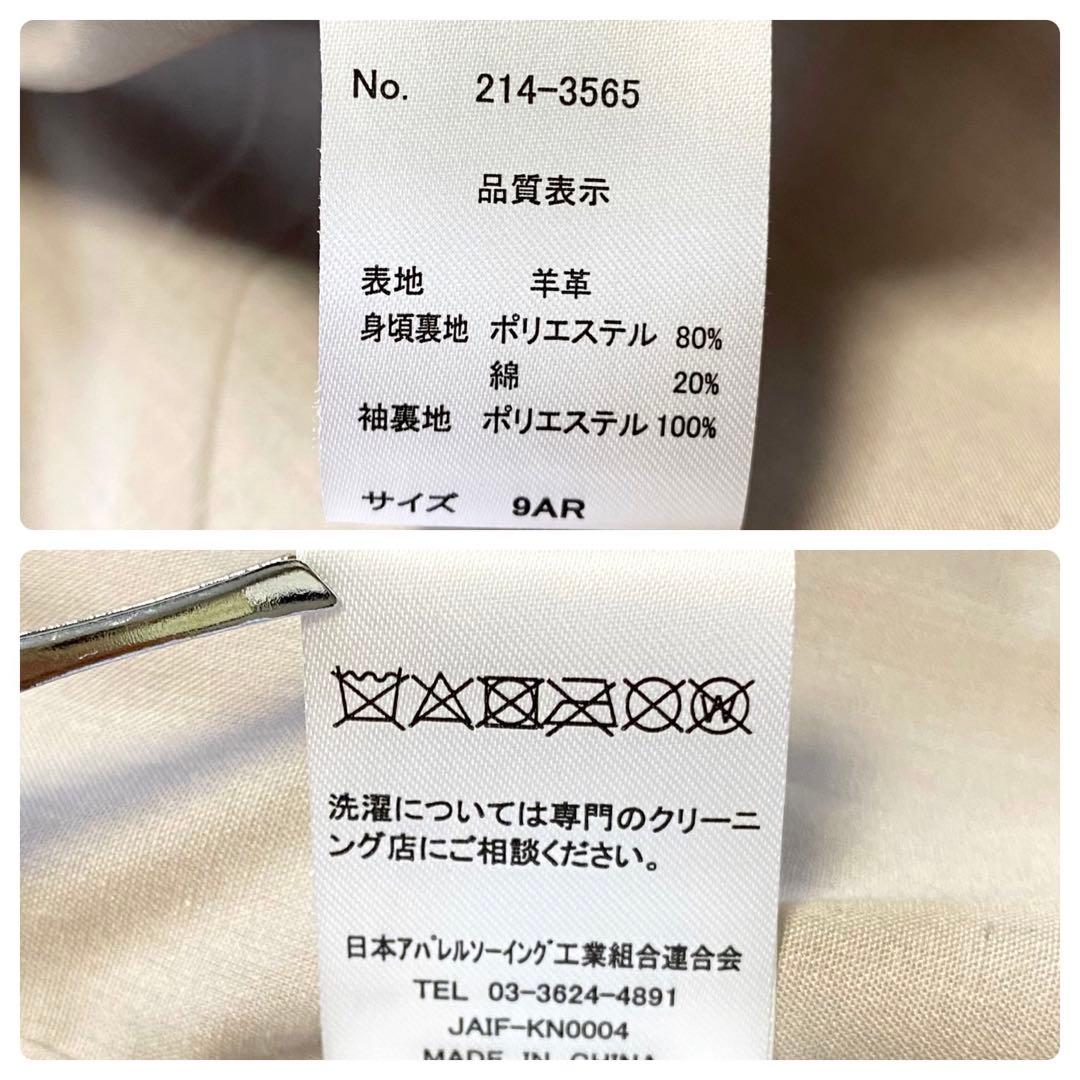 No. 214-3565
品質表示
表地 羊革
身頃裏地 ポリエステル 80%
綿 20%
袖裏地 ポリエステル 100%
サイズ 9AR
W
洗濯については専門のクリーニ
ング店にご相談ください。
日本ｱﾊﾟﾚﾙｿｰｲﾝｸﾞ工業組合連合会
TEL 03-3624-4891
JAIF-KN0004
MADE IN CHINA